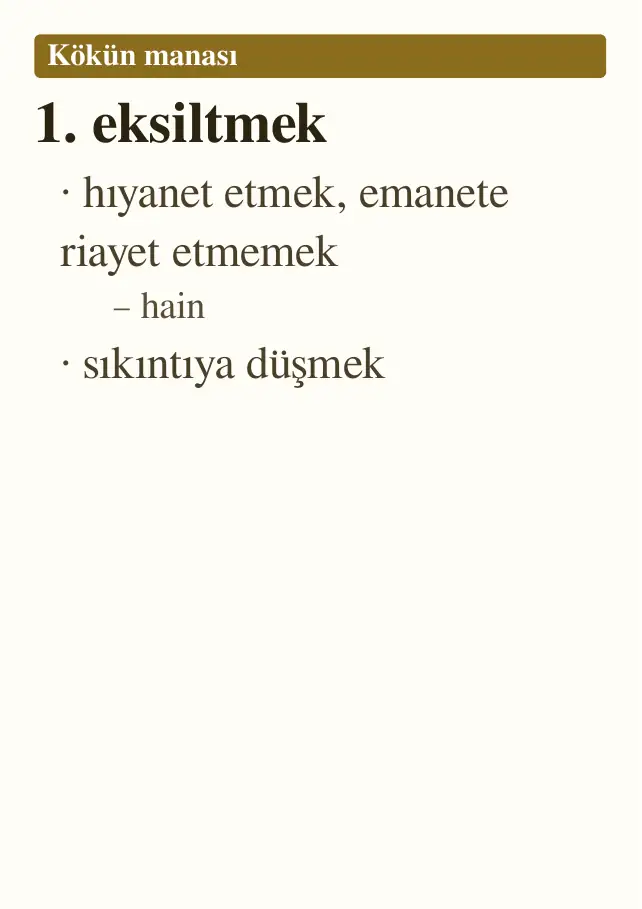 Kökün manası
1. eksiltmek
· hıyanet etmek, emanete
riayet etmemek
– hain
· sıkıntıya düşmek